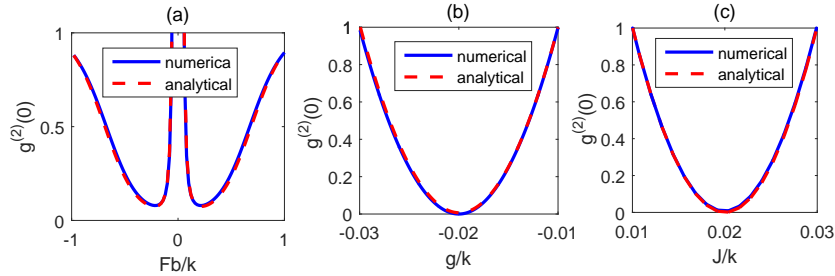 (a)
1
numerica
analytical
0.5
g(2)(0)
0
-1
0
1
Fb/k
(b)
1
numerical
analytical
0.8
0.6
g(2)(0)
0.4
0.2
0
-0.03
-0.02
-0.01
g/k
(c)
1
numerical
analytical
0.8
0.6
g(2)(0)
0.4
0.2
0
0.01
0.02
0.03
J/k